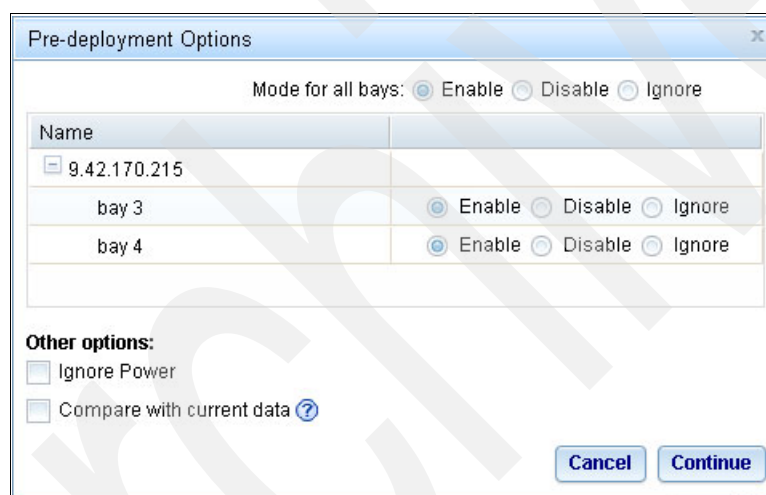 Pre-deployment Options x
Mode for all bays: Enable Disable Ignore
Name
9.42.170.215
bay 3 Enable Disable Ignore
bay 4 Enable Disable Ignore
Other options:
Ignore Power
Compare with current data ?
Cancel Continue